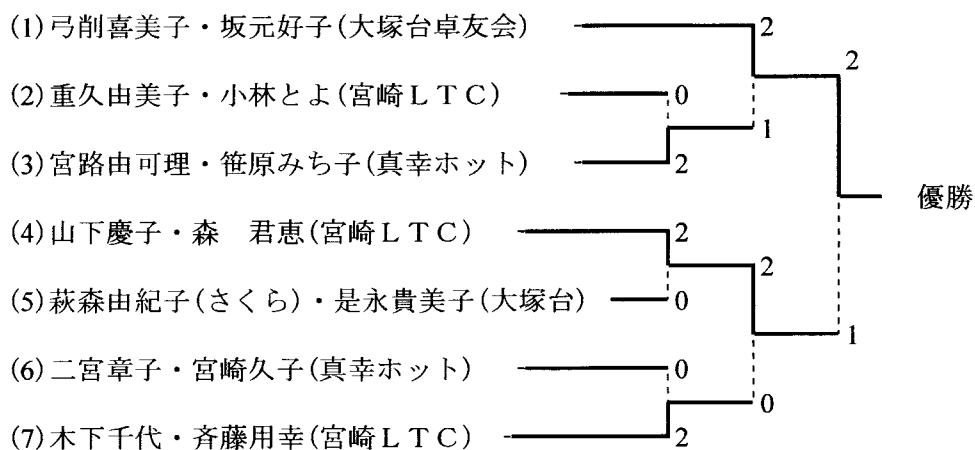 (1)弓削喜美子・坂元好子(大塚台卓友会) 2
2
(2)重久由美子・小林とよ(宮崎ＬＴＣ) 0
1
(3)宮路由可理・笹原みち子(真幸ホット) 2
優勝
(4)山下慶子・森　君恵(宮崎ＬＴＣ) 2
2
(5)萩森由紀子(さくら)・是永貴美子(大塚台) 0
1
(6)二宮章子・宮崎久子(真幸ホット) 0
0
(7)木下千代・斉藤用幸(宮崎ＬＴＣ) 2